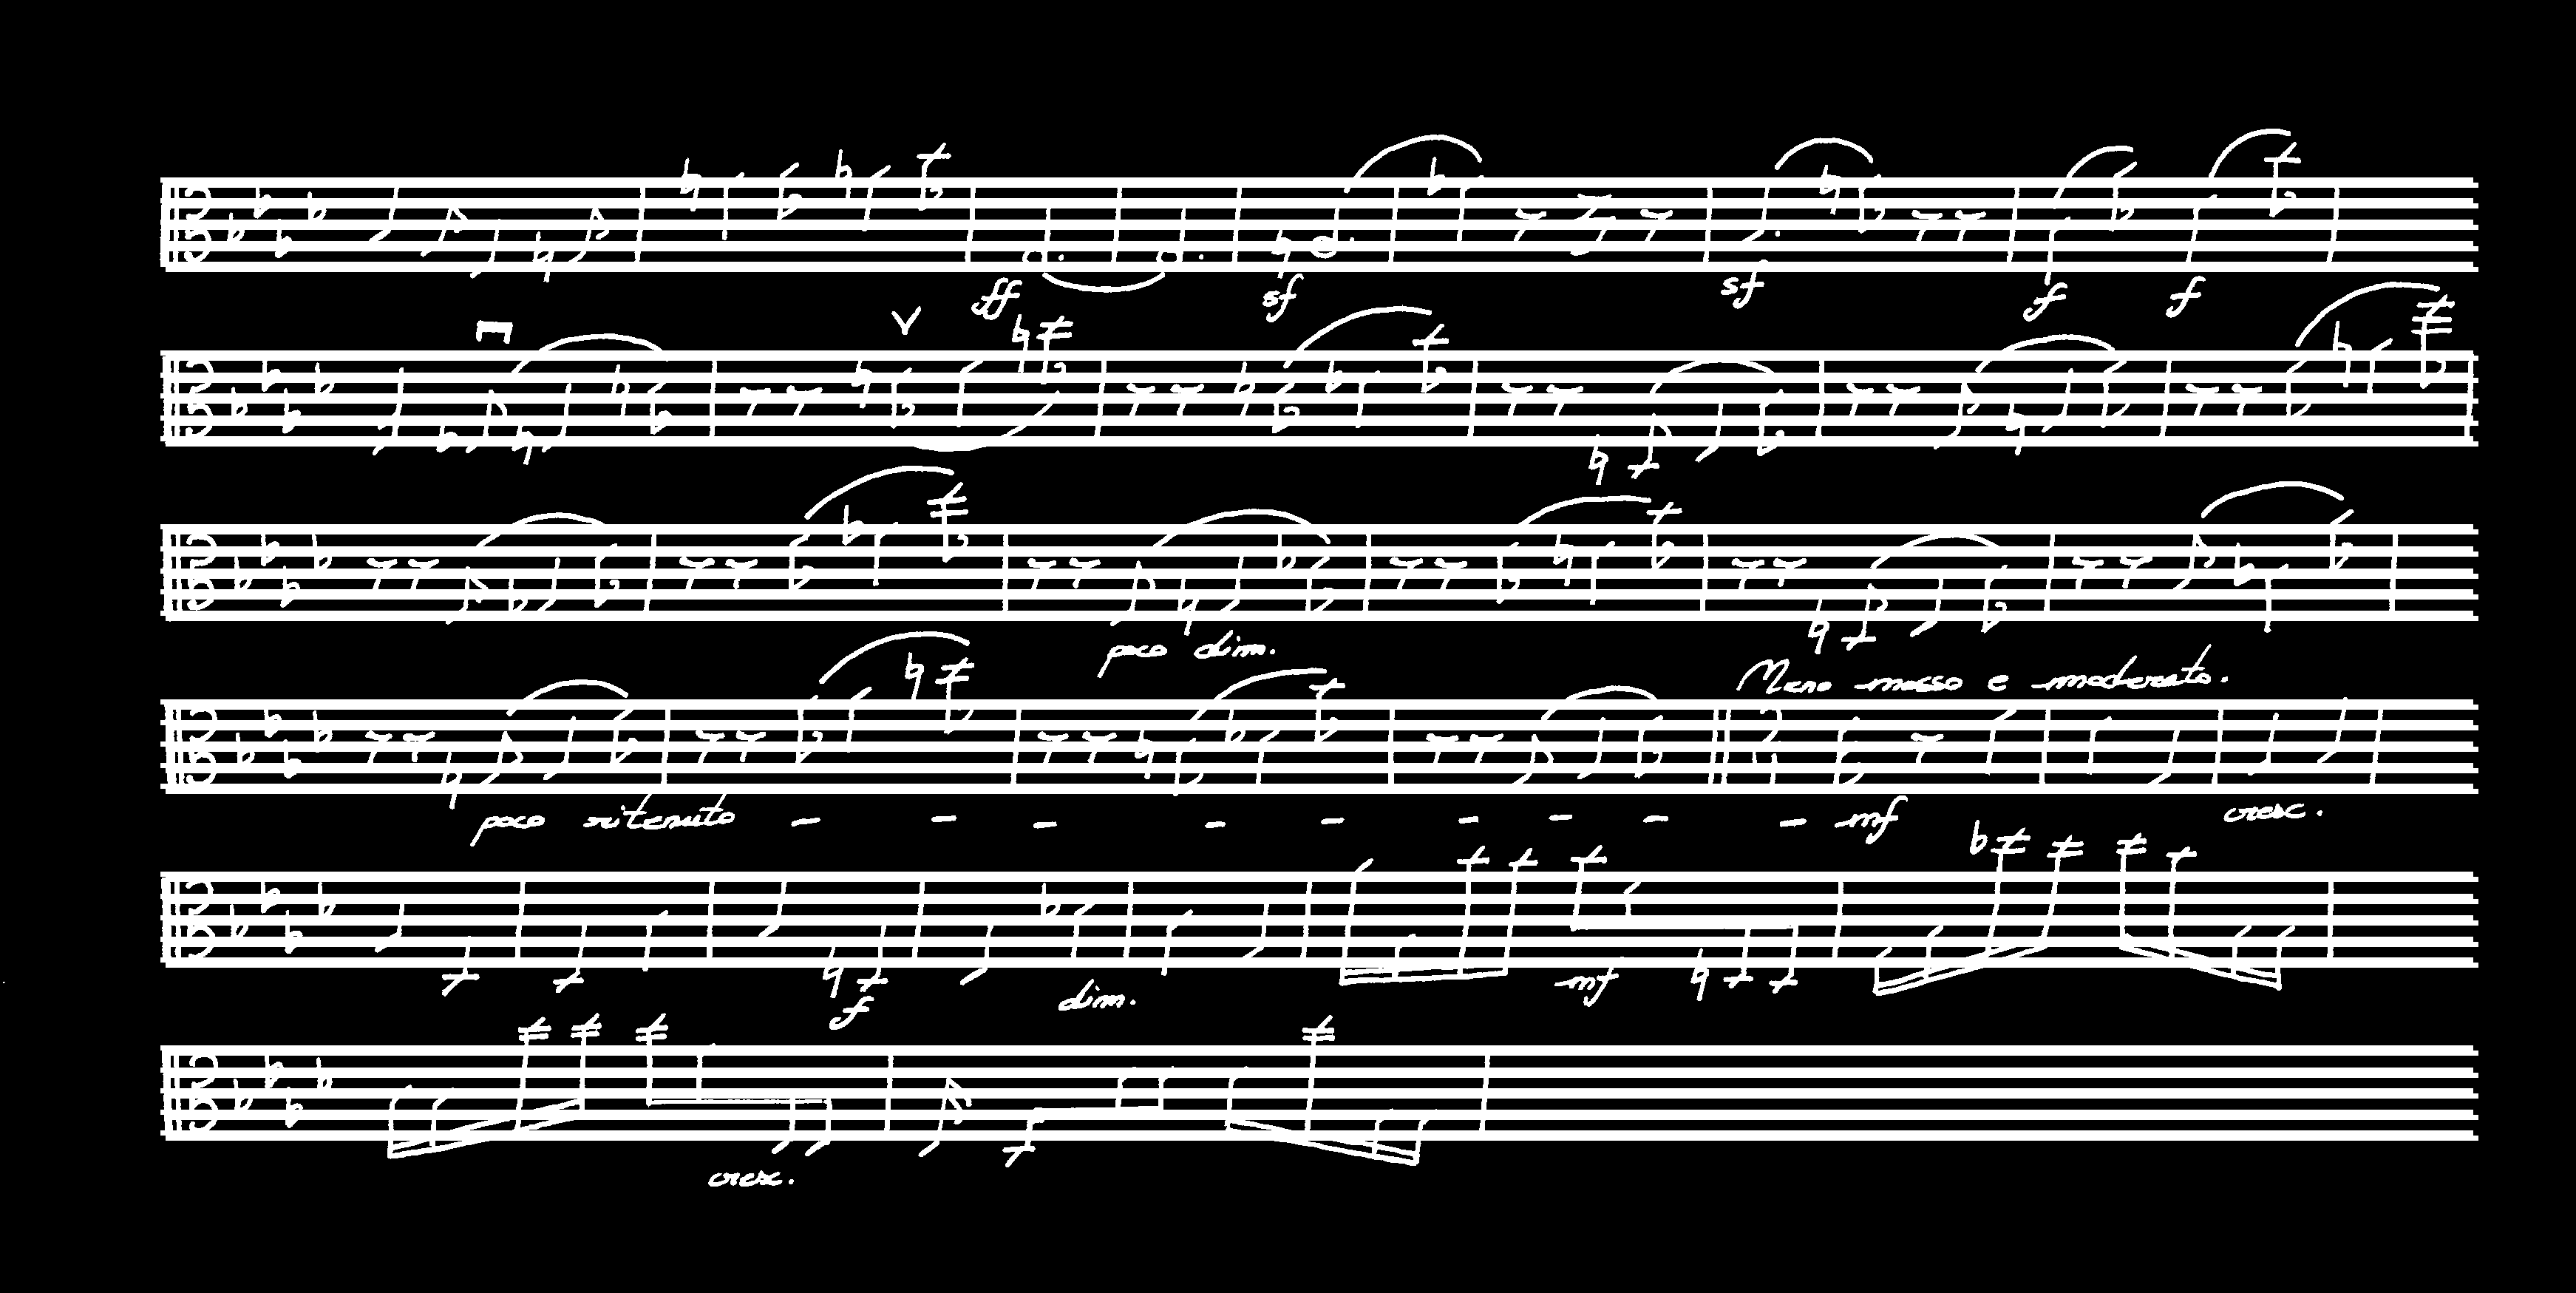 ff sf sf f f
poco dim.
Meno mosso e moderato.
poco ritenuto - - - - - - - - - mf cresc.
f dim. mf
cresc.